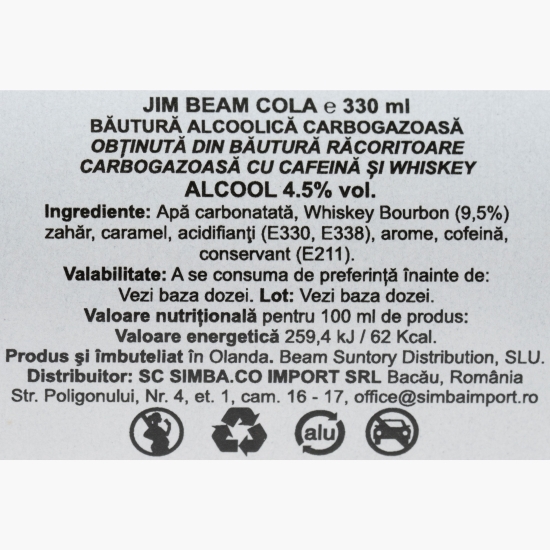 JIM BEAM COLA ℮ 330 ml
BĂUTURĂ ALCOOLICĂ CARBOGAZOASĂ
OBȚINUTĂ DIN BĂUTURĂ RĂCORITOARE
CARBOGAZOASĂ CU CAFEINĂ ȘI WHISKEY
ALCOOL 4.5% vol.
Ingrediente: Apă carbonatată, Whiskey Bourbon (9,5%)
zahăr, caramel, acidifianți (E330, E338), arome, cofeină,
conservant (E211).
Valabilitate: A se consuma de preferință înainte de:
Vezi baza dozei. Lot: Vezi baza dozei.
Valoare nutrițională pentru 100 ml de produs:
Valoare energetică 259,4 kJ / 62 Kcal.
Produs și îmbuteliat în Olanda. Beam Suntory Distribution, SLU.
Distribuitor: SC SIMBA.CO IMPORT SRL Bacău, România
Str. Poligonului, Nr. 4, et. 1, cam. 16 - 17, office@simbaimport.ro
alu